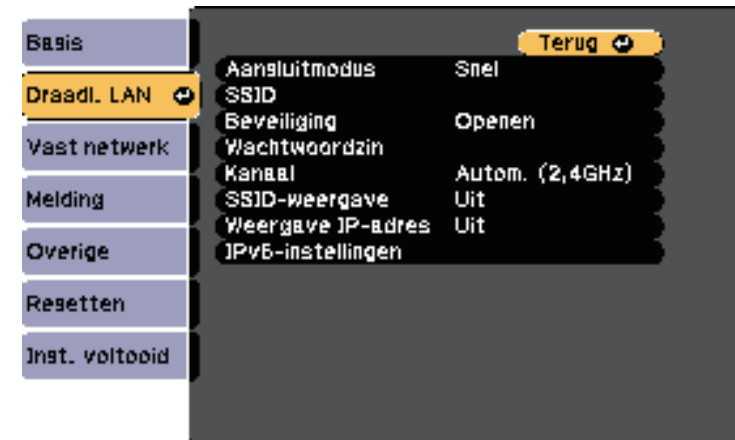 Basis
Draadl. LAN
Vast netwerk
Melding
Overige
Resetten
Inst. voltooid
Terug
Aansluitmodus Snel
SSID
Beveiliging Openen
Wachtwoordzin
Kanaal Autom. (2,4GHz)
SSID-weergave Uit
Weergave IP-adres Uit
IPv6-instellingen